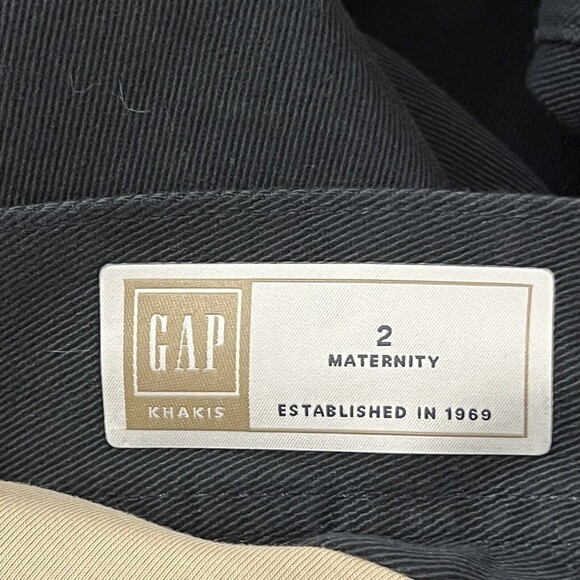 GAP
KHAKIS
2
MATERNITY
ESTABLISHED IN 1969